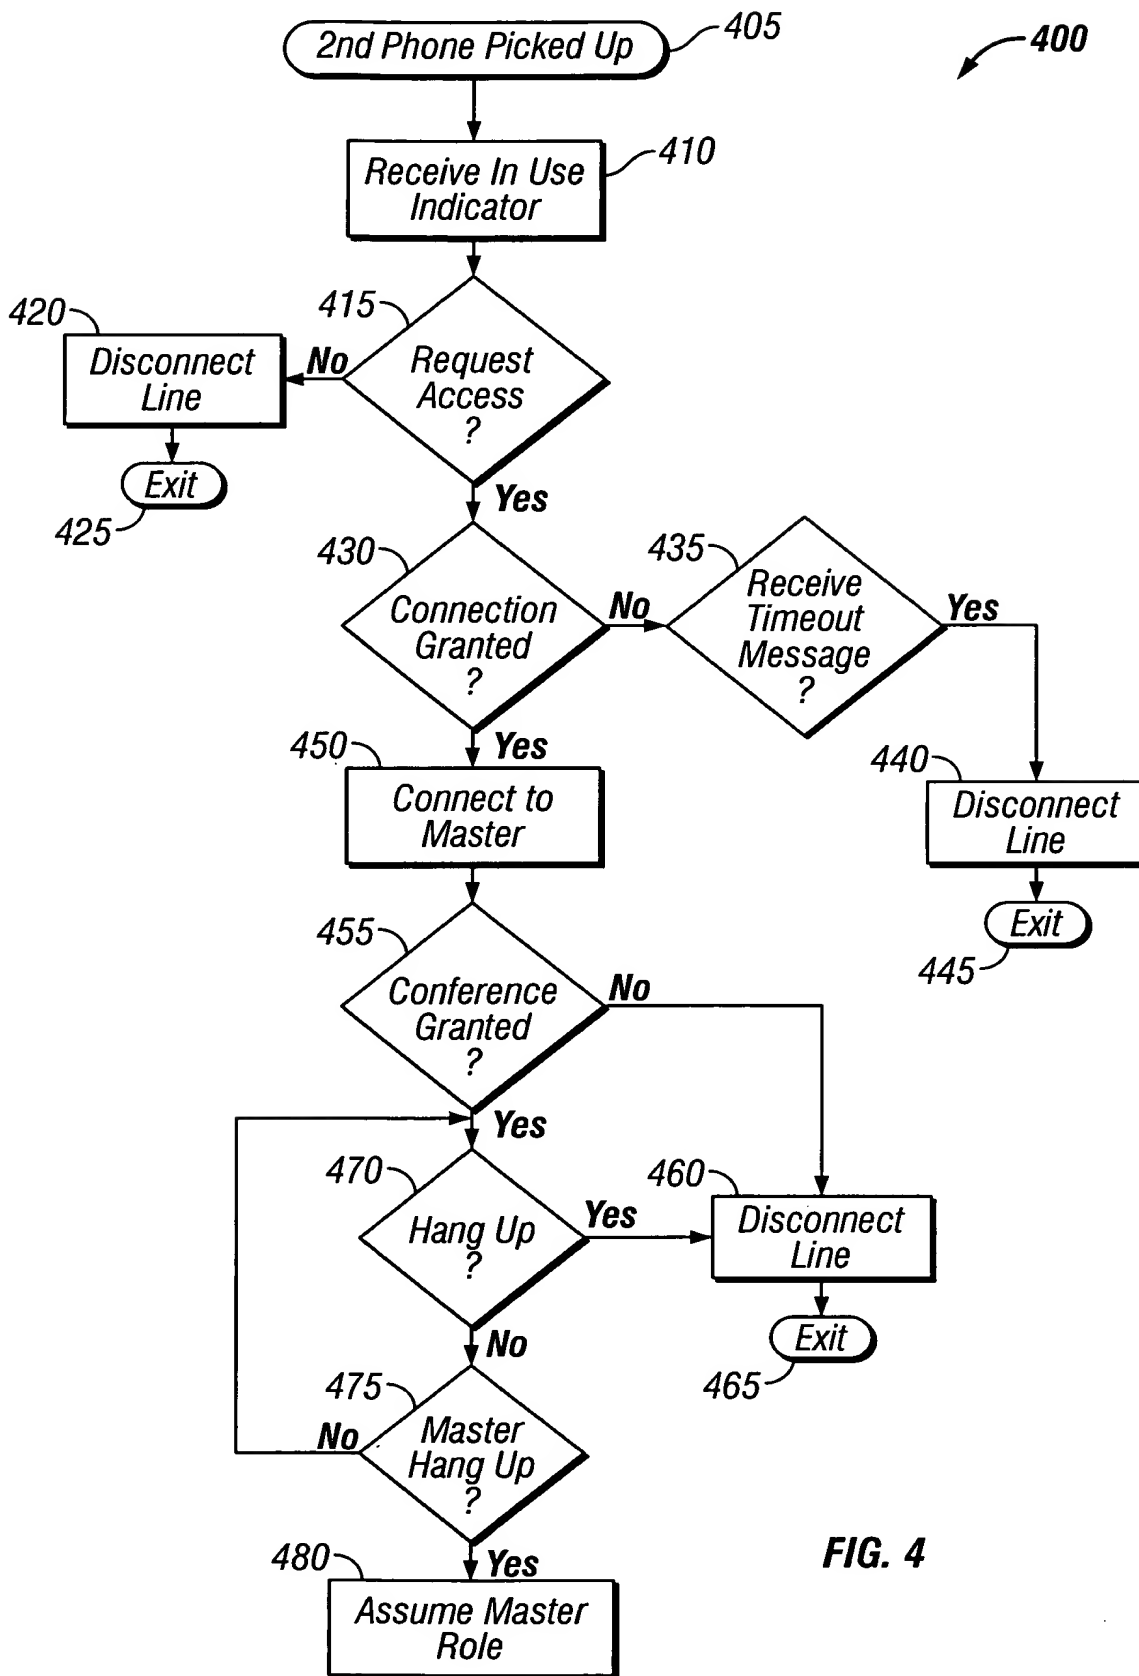 2nd Phone Picked Up
405
400
Receive In Use
Indicator
410
415
Request
Access
?
No
420
Disconnect
Line
Exit
425
Yes
430
Connection
Granted
?
No
435
Receive
Timeout
Message
?
Yes
440
Disconnect
Line
Exit
445
Yes
450
Connect to
Master
455
Conference
Granted
?
No
Yes
470
Hang Up
?
Yes
460
Disconnect
Line
Exit
465
No
475
Master
Hang Up
?
No
Yes
480
Assume Master
Role
FIG. 4